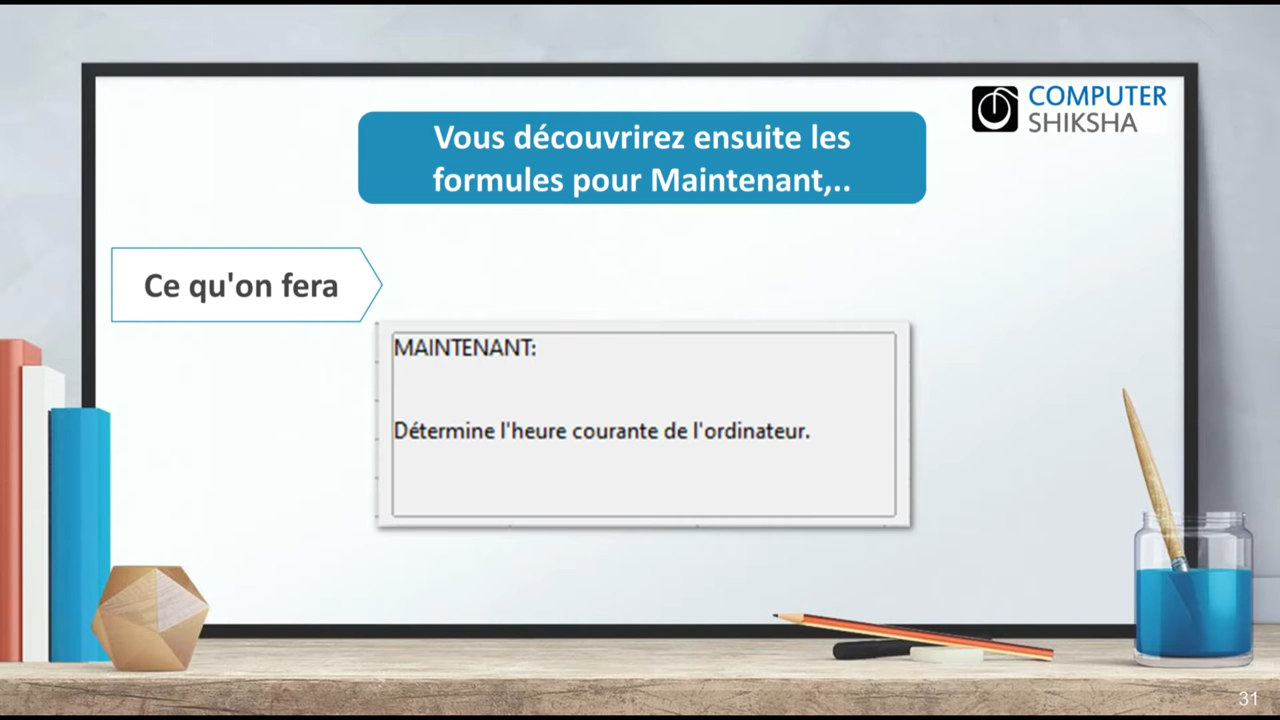 COMPUTER
SHIKSHA
Vous découvrirez ensuite les
formules pour Maintenant,..
Ce qu'on fera
MAINTENANT:
Détermine l'heure courante de l'ordinateur.
31